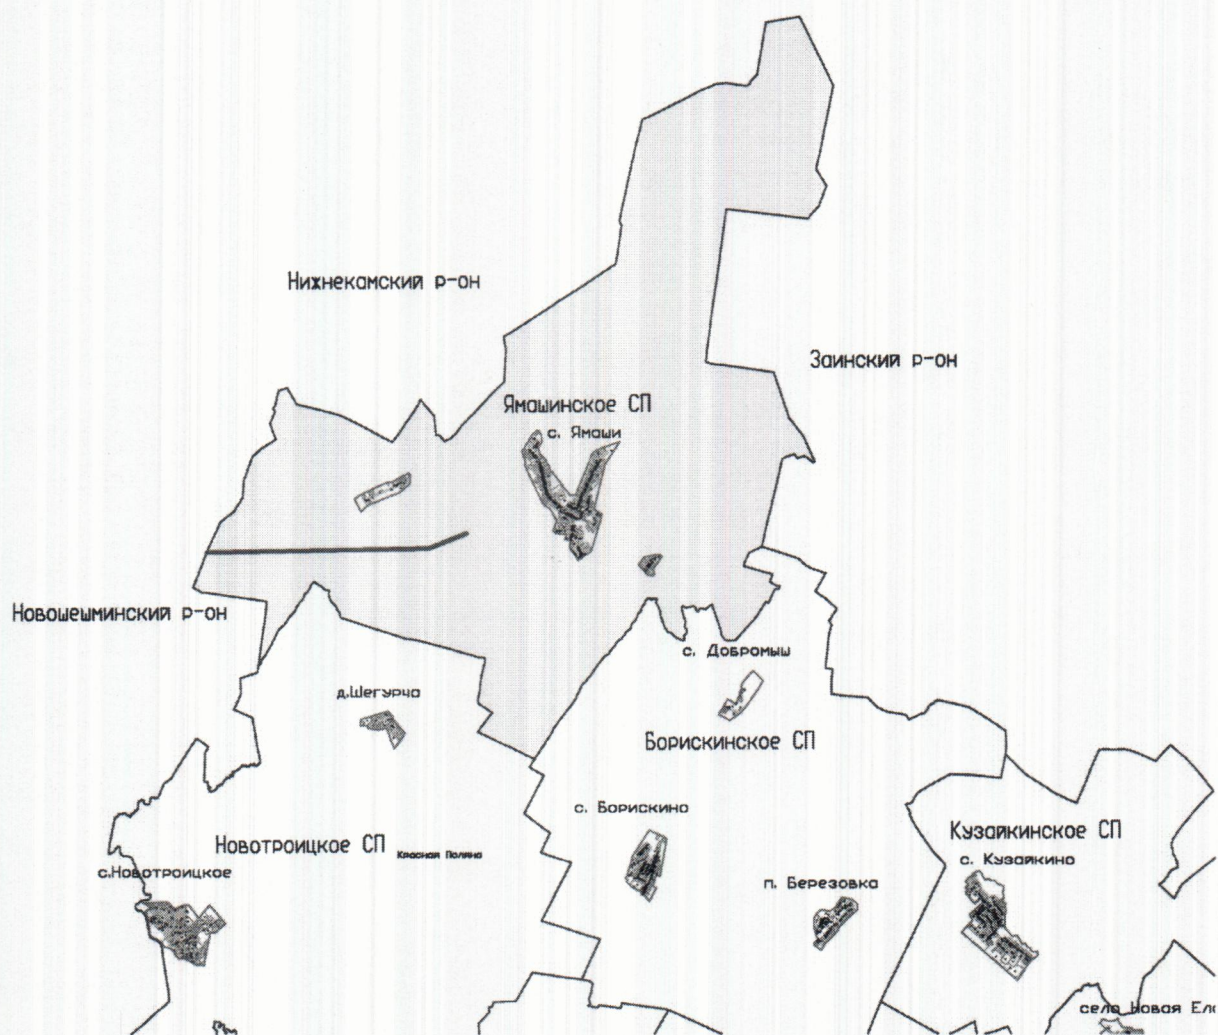 Нижнекамский р-он
Заинский р-он
Ямашинское СП
с. Ямаши
Новошешминский р-он
с. Добромыш
д.Шегурча
Борискинское СП
с. Борискино
Кузайкинское СП
Новотроицкое СП
Красная Поляна
с. Кузайкино
с.Новотроицкое
п. Березовка
село Новая Ел